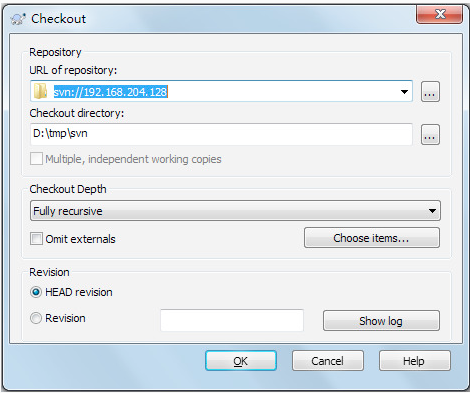 Checkout
Repository
URL of repository:
svn://192.168.204.128
...
Checkout directory:
D:\tmp\svn
...
Multiple, independent working copies
Checkout Depth
Fully recursive
Omit externals
Choose items...
Revision
HEAD revision
Revision
Show log
OK
Cancel
Help